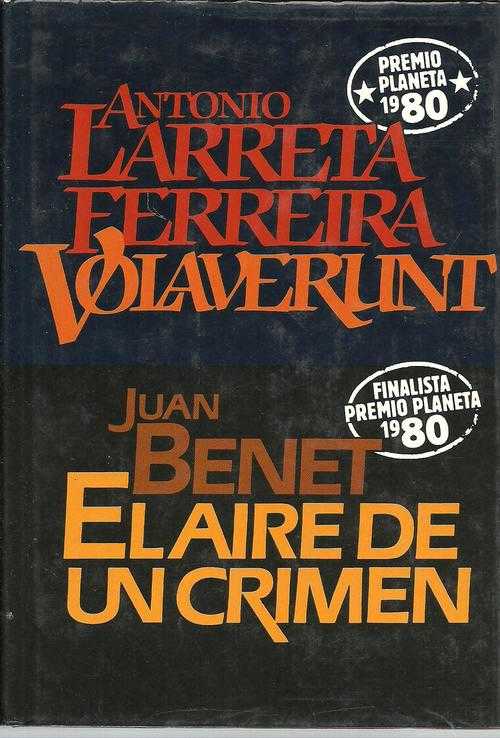 PREMIO
PLANETA
1980
ANTONIO
LARRETA
FERREIRA
VOLAVERUNT
FINALISTA
PREMIO PLANETA
1980
JUAN
BENET
EL AIRE DE
UN CRIMEN